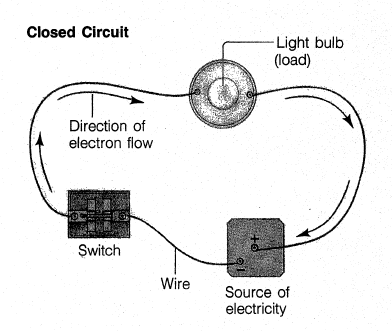 Closed Circuit
Light bulb
(load)
Direction of
electron flow
Switch
+
−
Wire
Source of
electricity